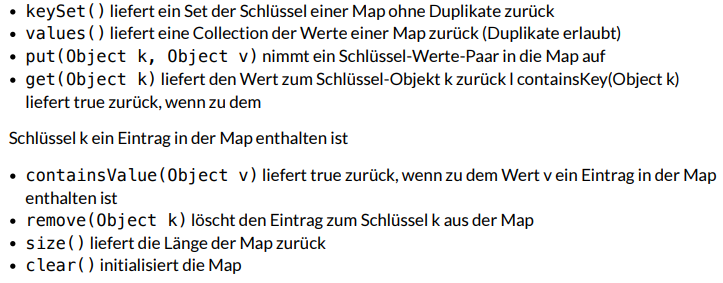 • keySet() liefert ein Set der Schlüssel einer Map ohne Duplikate zurück
• values() liefert eine Collection der Werte einer Map zurück (Duplikate erlaubt)
• put(Object k, Object v) nimmt ein Schlüssel-Werte-Paar in die Map auf
• get(Object k) liefert den Wert zum Schlüssel-Objekt k zurück l containsKey(Object k)
liefert true zurück, wenn zu dem
Schlüssel k ein Eintrag in der Map enthalten ist
• containsValue(Object v) liefert true zurück, wenn zu dem Wert v ein Eintrag in der Map
enthalten ist
• remove(Object k) löscht den Eintrag zum Schlüssel k aus der Map
• size() liefert die Länge der Map zurück
• clear() initialisiert die Map